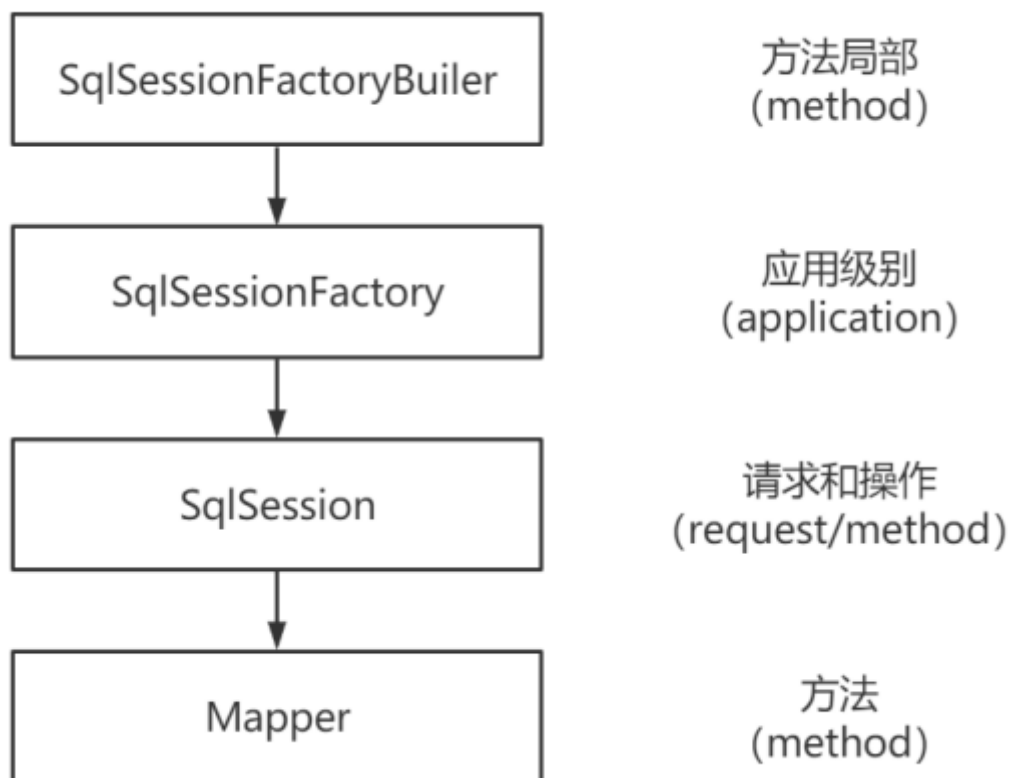 SqlSessionFactoryBuiler
方法局部
(method)
SqlSessionFactory
应用级别
(application)
SqlSession
请求和操作
(request/method)
Mapper
方法
(method)